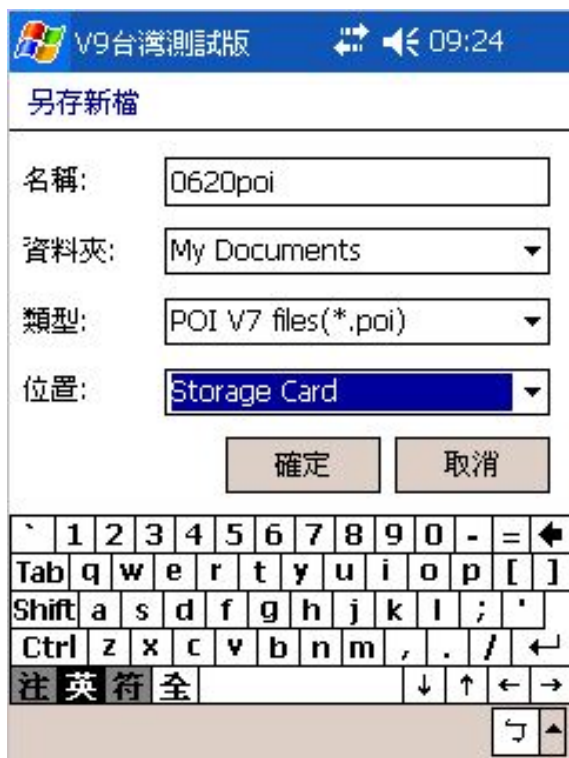 V9台灣測試版 09:24
另存新檔
名稱: 0620poi
資料夾: My Documents
類型: POI V7 files(*.poi)
位置: Storage Card
確定 取消
` 1 2 3 4 5 6 7 8 9 0 - =
Tab q w e r t y u i o p [ ]
Shift a s d f g h j k l ; '
Ctrl z x c v b n m , . /
注 英 符 全 ↓ ↑ ← →
ㄅ